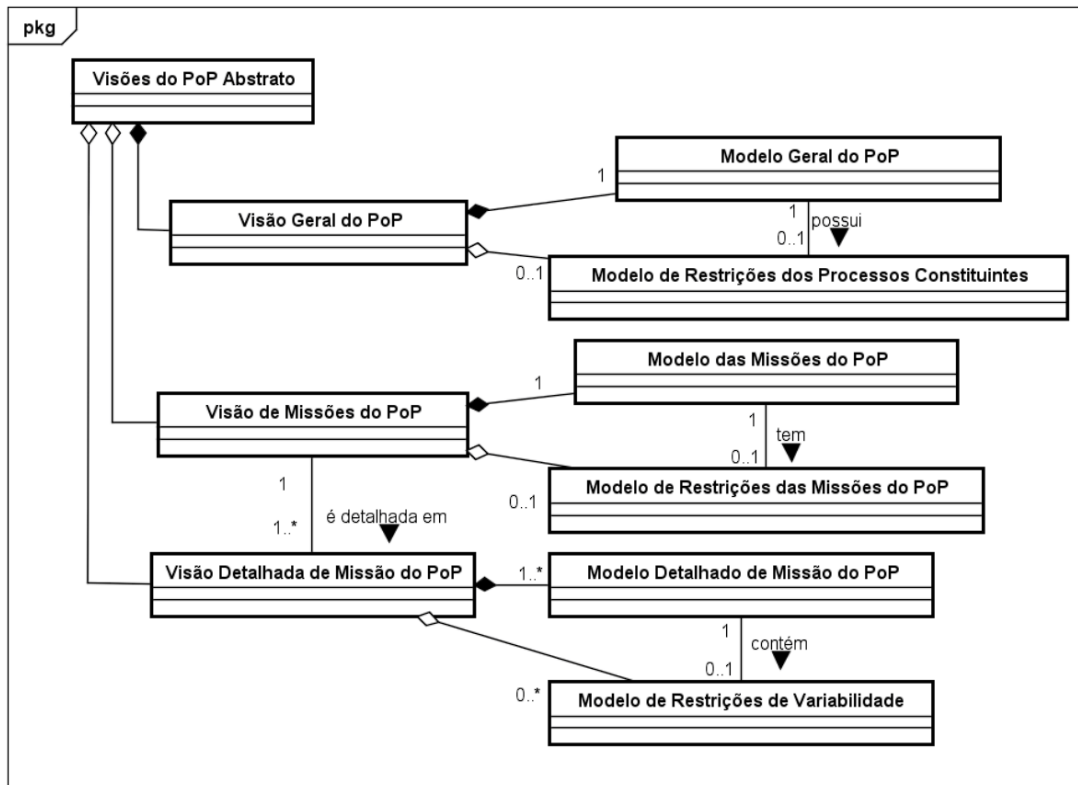 pkg
Visões do PoP Abstrato
Modelo Geral do PoP
1
Visão Geral do PoP
1
possui
0..1
0..1
Modelo de Restrições dos Processos Constituintes
Modelo das Missões do PoP
1
Visão de Missões do PoP
1
tem
0..1
Modelo de Restrições das Missões do PoP
0..1
1
é detalhada em
1..*
Visão Detalhada de Missão do PoP
1..*
Modelo Detalhado de Missão do PoP
1
contém
0..1
0..*
Modelo de Restrições de Variabilidade